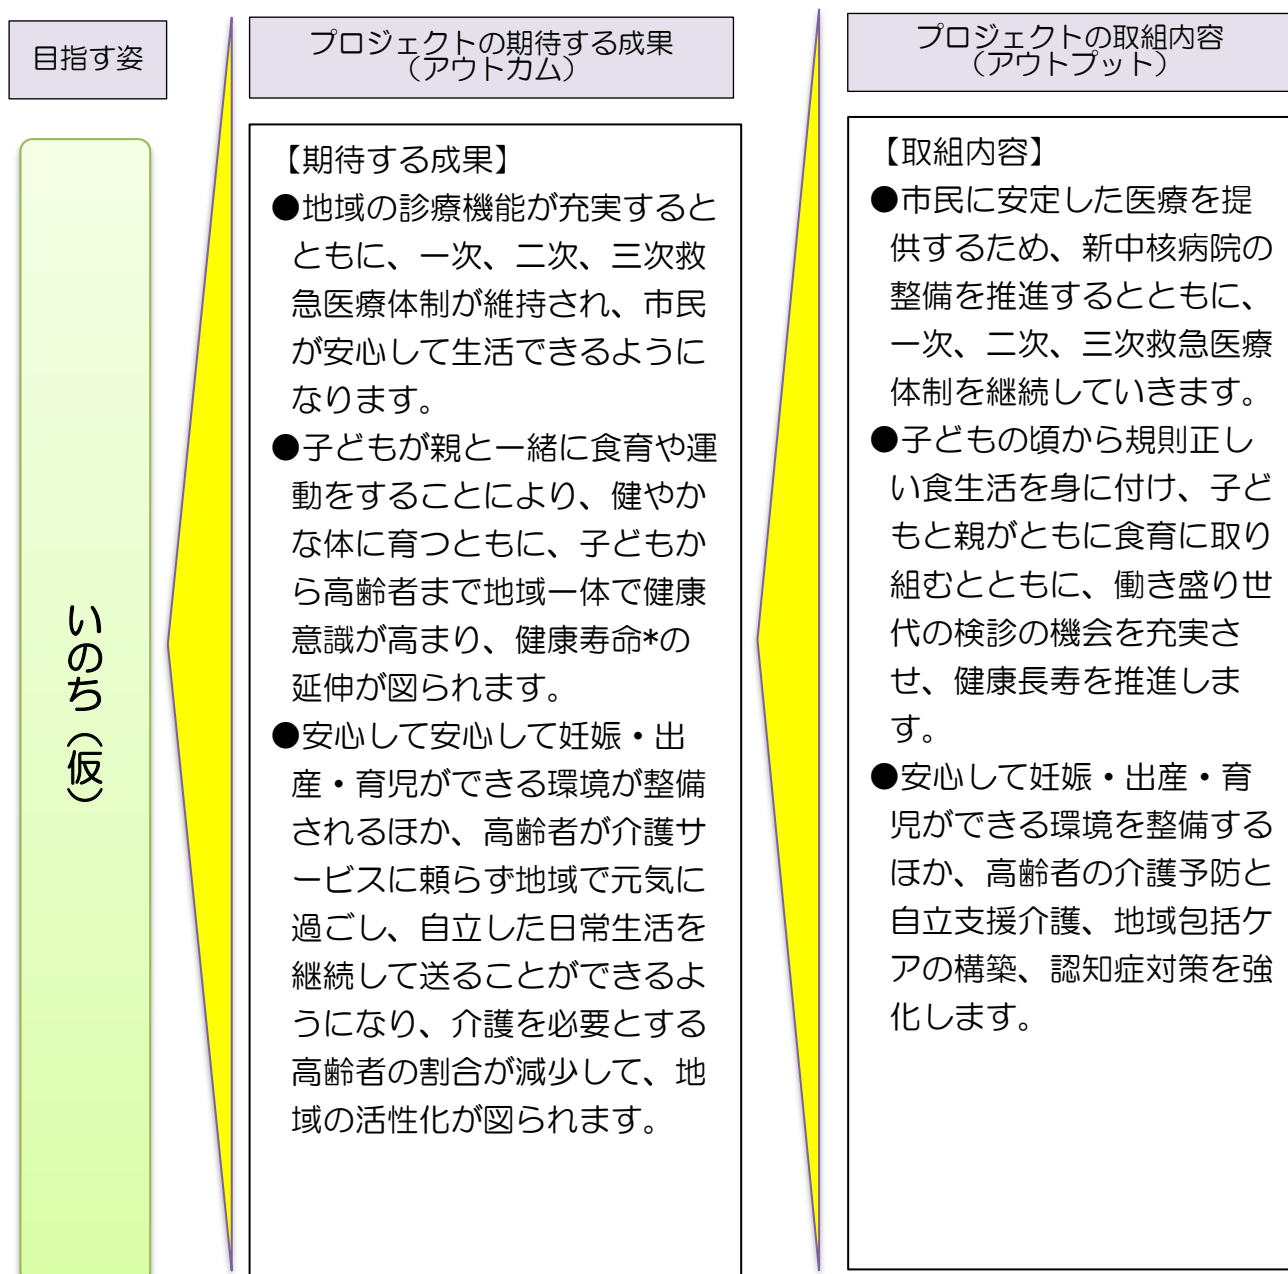 目指す姿
いのち（仮）
プロジェクトの期待する成果
（アウトカム）
【期待する成果】
●地域の診療機能が充実すると
ともに、一次、二次、三次救
急医療体制が維持され、市民
が安心して生活できるように
なります。
●子どもが親と一緒に食育や運
動をすることにより、健やか
な体に育つともに、子どもか
ら高齢者まで地域一体で健康
意識が高まり、健康寿命*の
延伸が図られます。
●安心して安心して妊娠・出
産・育児ができる環境が整備
されるほか、高齢者が介護サ
ービスに頼らず地域で元気に
過ごし、自立した日常生活を
継続して送ることができるよ
うになり、介護を必要とする
高齢者の割合が減少して、地
域の活性化が図られます。
プロジェクトの取組内容
（アウトプット）
【取組内容】
●市民に安定した医療を提
供するため、新中核病院の
整備を推進するとともに、
一次、二次、三次救急医療
体制を継続していきます。
●子どもの頃から規則正し
い食生活を身に付け、子ど
もと親がともに食育に取り
組むとともに、働き盛り世
代の検診の機会を充実さ
せ、健康長寿を推進しま
す。
●安心して妊娠・出産・育
児ができる環境を整備する
ほか、高齢者の介護予防と
自立支援介護、地域包括ケ
アの構築、認知症対策を強
化します。